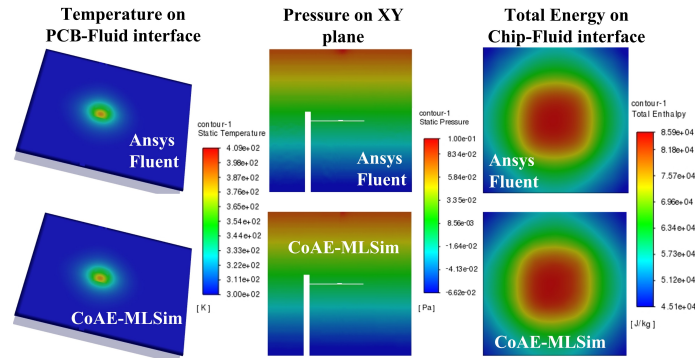 Temperature on
PCB-Fluid interface
Pressure on XY
plane
Total Energy on
Chip-Fluid interface
Ansys
Fluent
contour-1
Static Temperature
4.09e+02
3.98e+02
3.87e+02
3.76e+02
3.65e+02
3.54e+02
3.44e+02
3.33e+02
3.22e+02
3.11e+02
3.00e+02
[ K ]
Ansys
Fluent
contour-1
Static Pressure
1.00e-01
8.34e-02
5.85e-02
3.35e-02
8.56e-03
-1.64e-02
-4.13e-02
-6.62e-02
[ Pa ]
Ansys
Fluent
contour-1
Total Enthalpy
8.59e+04
8.18e+04
7.57e+04
6.96e+04
6.34e+04
5.73e+04
5.12e+04
4.51e+04
[ J/kg ]
CoAE-MLSim
CoAE-MLSim
CoAE-MLSim